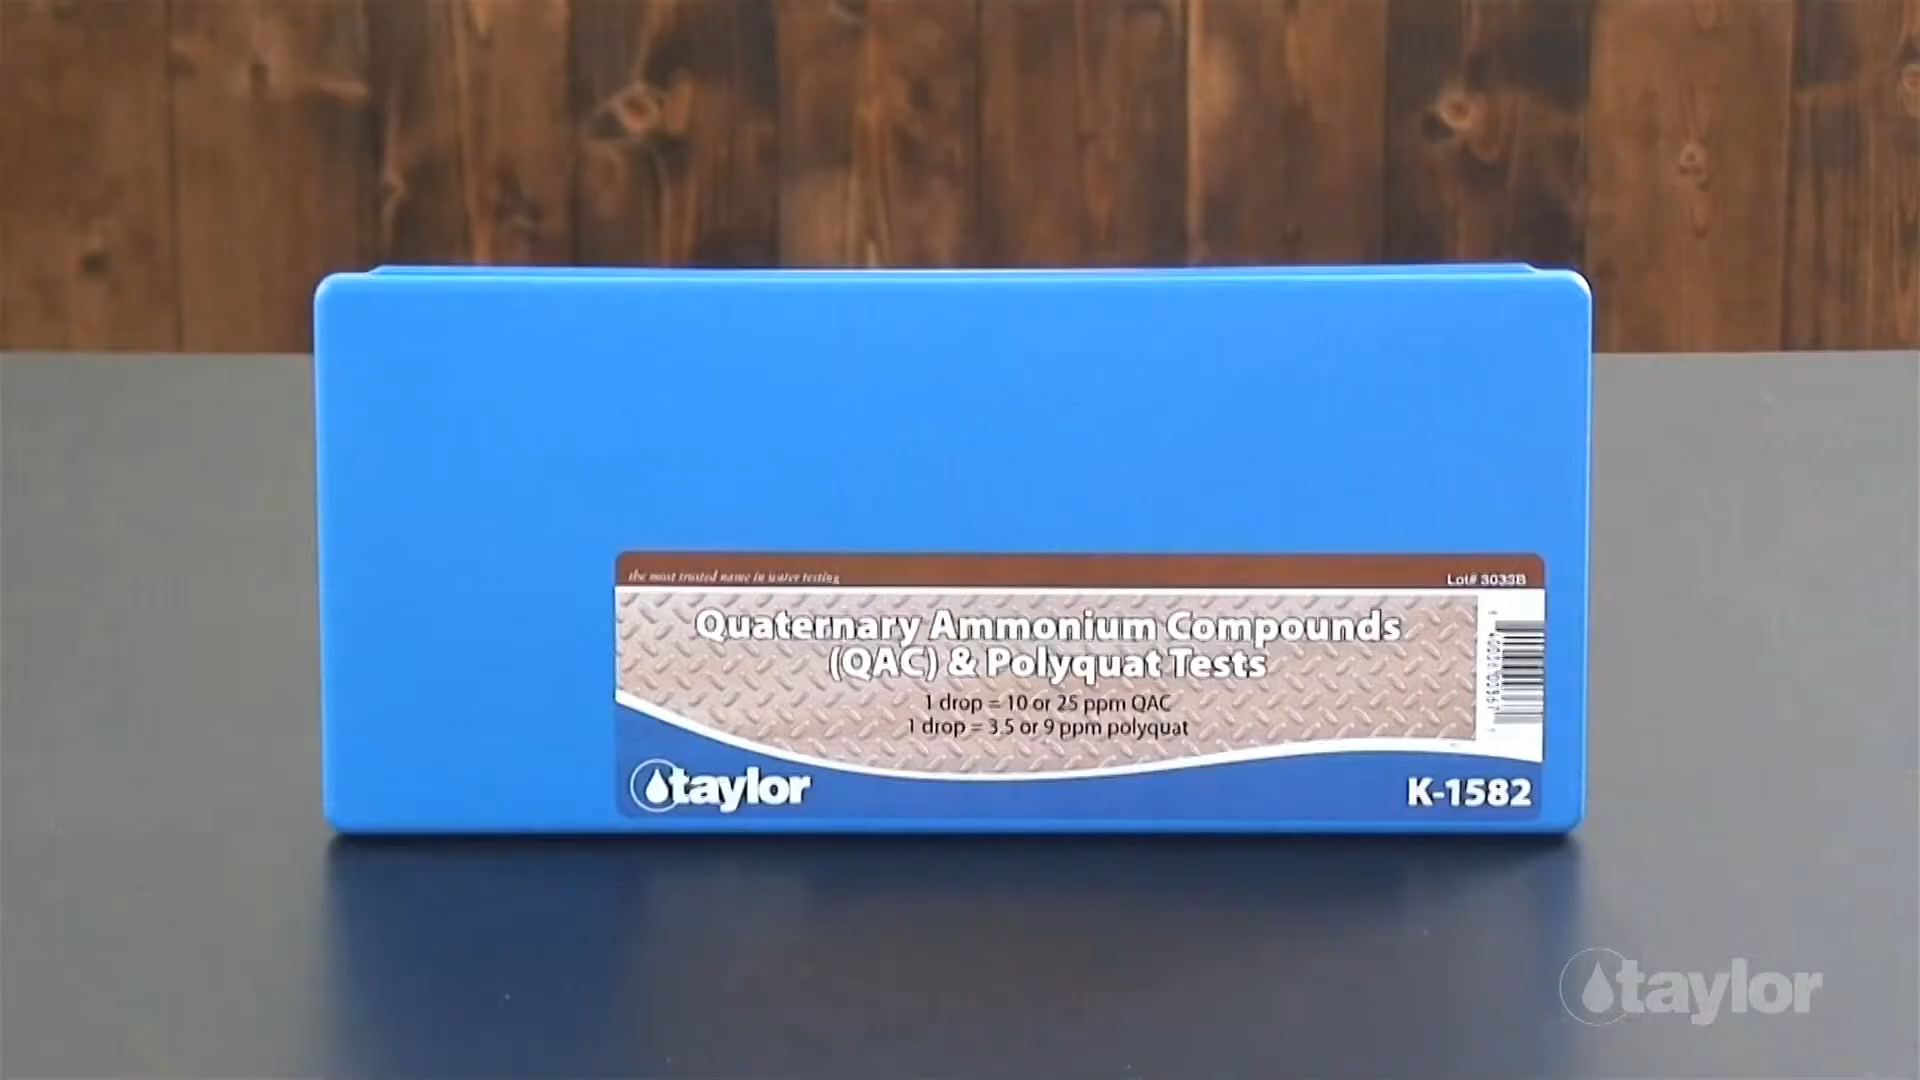 the most trusted name in water testing
Lot# 3033B
Quaternary Ammonium Compounds
(QAC) & Polyquat Tests
1 drop = 10 or 25 ppm QAC
1 drop = 3.5 or 9 ppm polyquat
taylor
K-1582
taylor